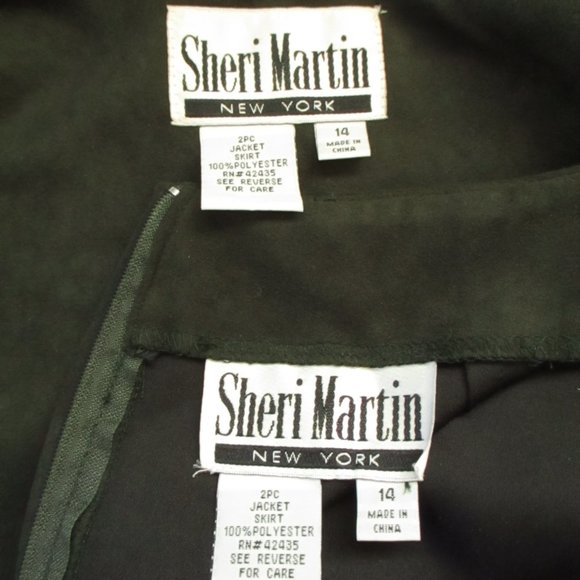 Sheri Martin
NEW YORK
2PC
JACKET
SKIRT
100%POLYESTER
RN#42435
SEE REVERSE
FOR CARE
14
MADE IN
CHINA
Sheri Martin
NEW YORK
2PC
JACKET
SKIRT
100%POLYESTER
RN#42435
SEE REVERSE
FOR CARE
14
MADE IN
CHINA